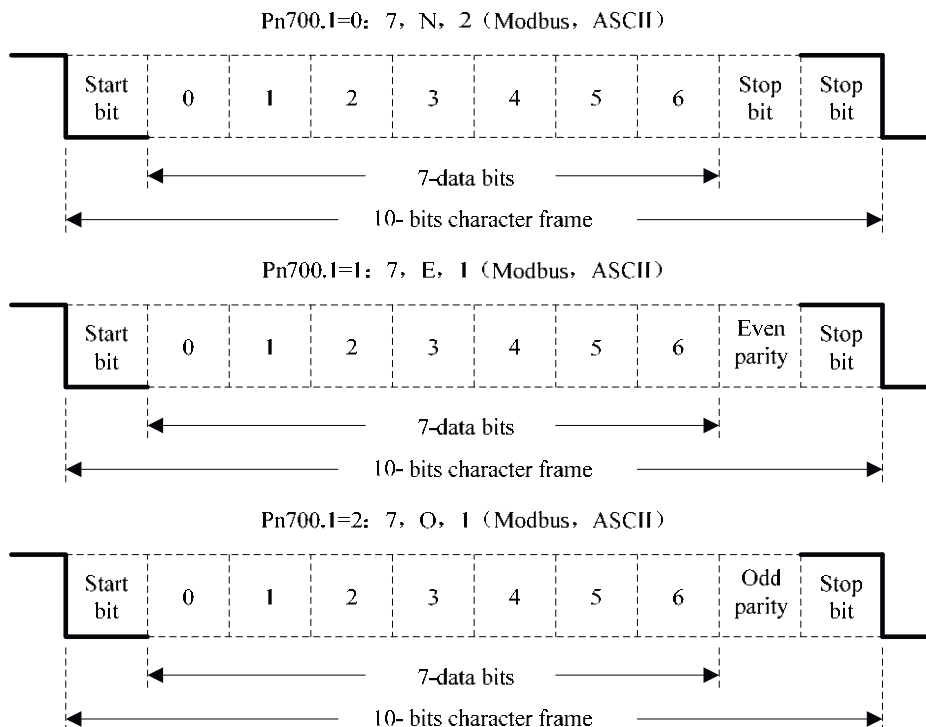 Pn700.1=0: 7, N, 2 (Modbus, ASCII)
Start bit 0 1 2 3 4 5 6 Stop bit Stop bit
7-data bits
10- bits character frame
Pn700.1=1: 7, E, 1 (Modbus, ASCII)
Start bit 0 1 2 3 4 5 6 Even parity Stop bit
7-data bits
10- bits character frame
Pn700.1=2: 7, O, 1 (Modbus, ASCII)
Start bit 0 1 2 3 4 5 6 Odd parity Stop bit
7-data bits
10- bits character frame